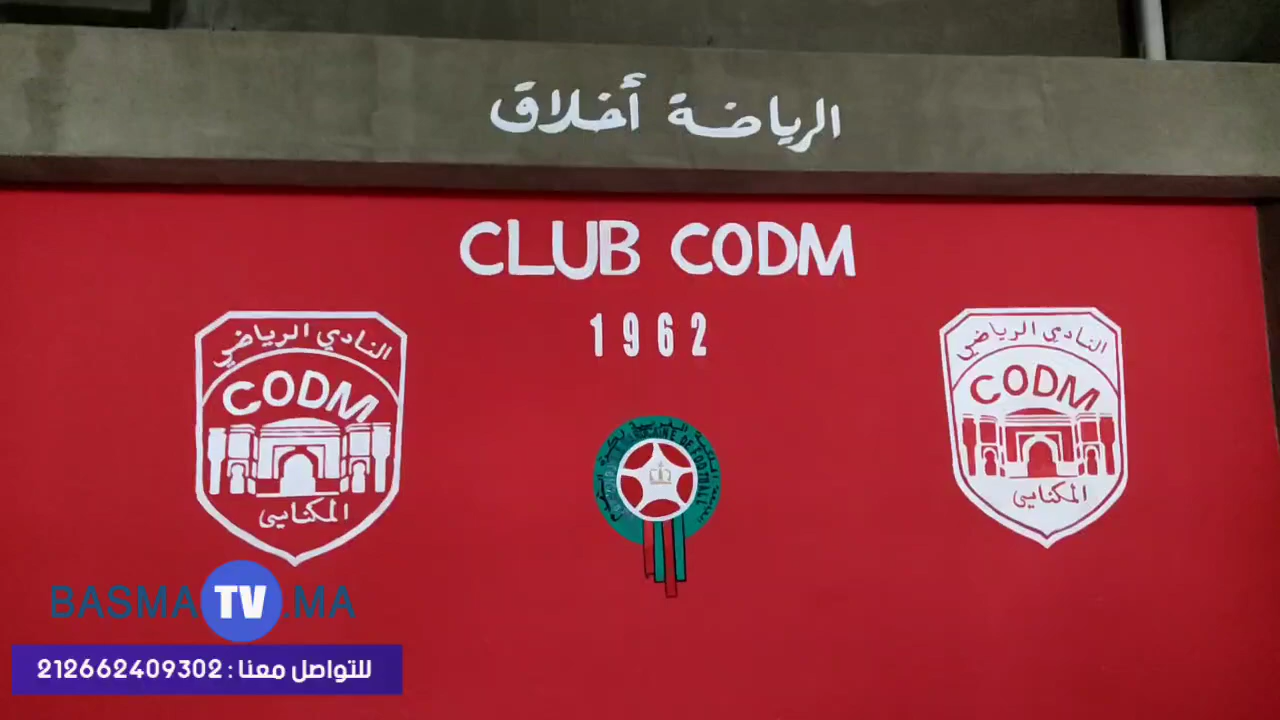 الرياضة أخلاق
CLUB CODM
1962
النادي الرياضي
CODM
المكناسي
النادي الرياضي
CODM
المكناسي
BASMA TV.MA
للتواصل معنا : 212662409302